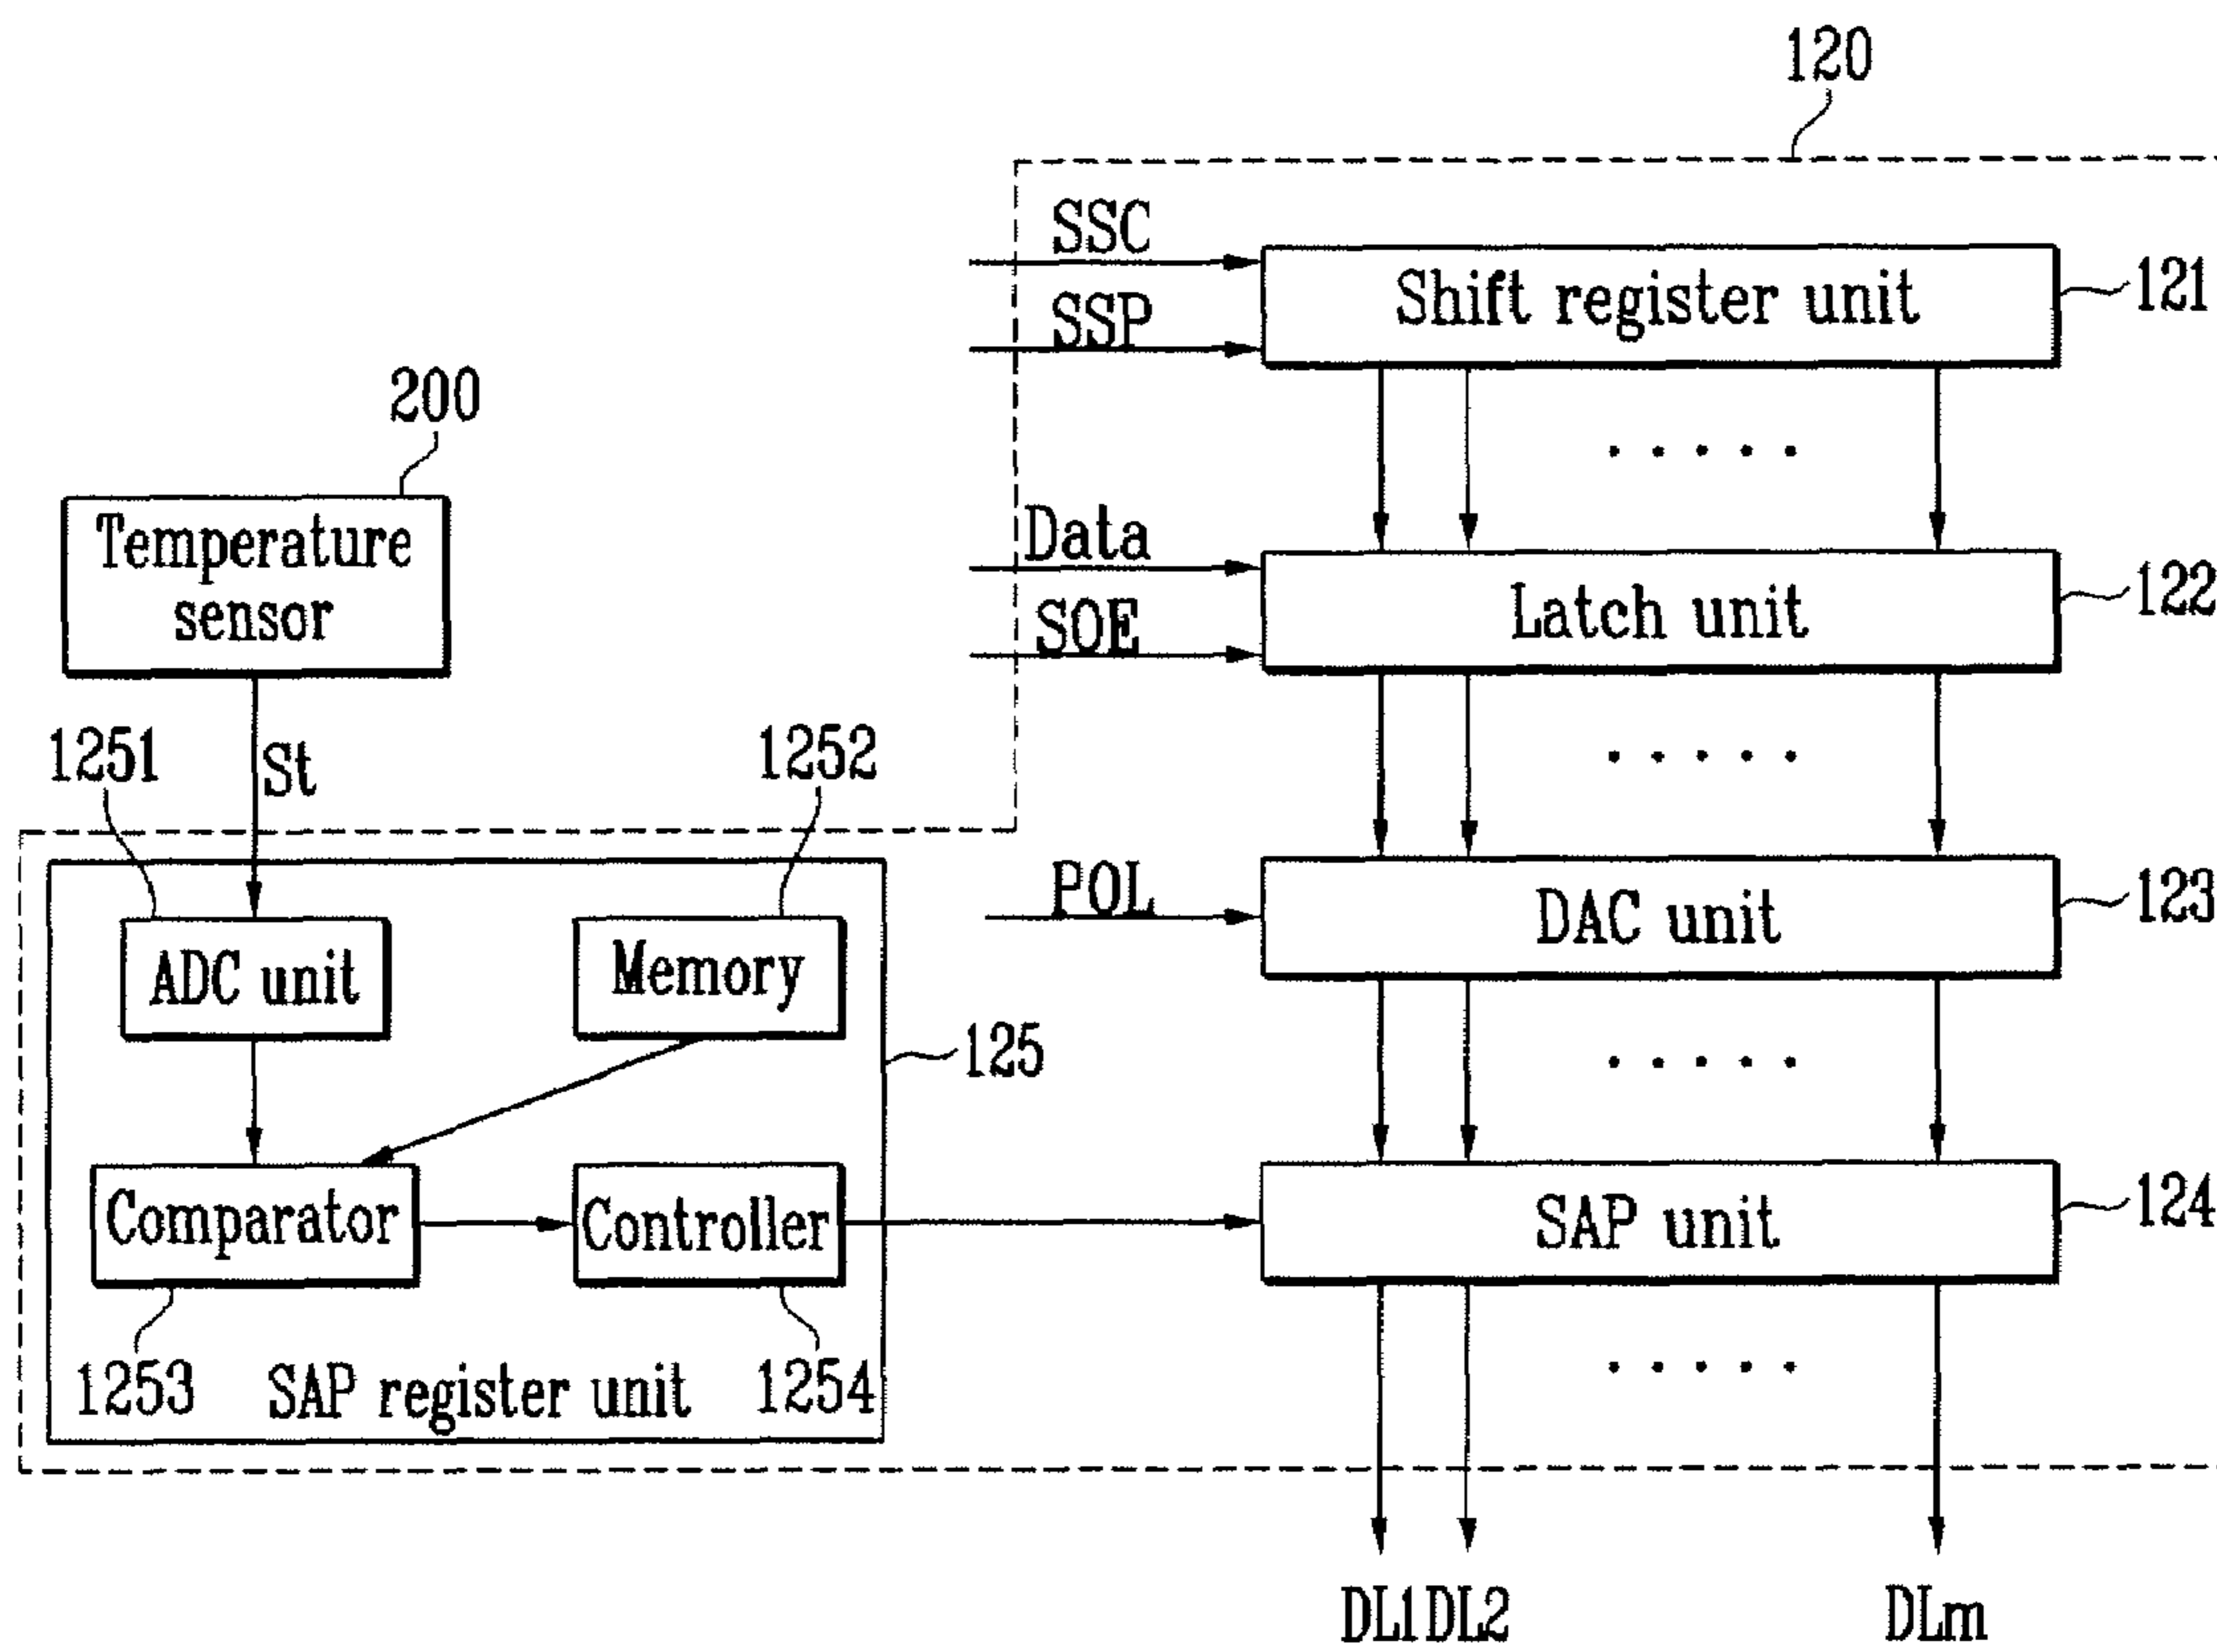 120
SSC
Shift register unit
121
SSP
200
Temperature
sensor
Data
Latch unit
122
SOE
1251
St
1252
POL
DAC unit
123
ADC unit
Memory
125
Comparator
Controller
SAP unit
124
1253
SAP register unit
1254
DL1 DL2
DLm